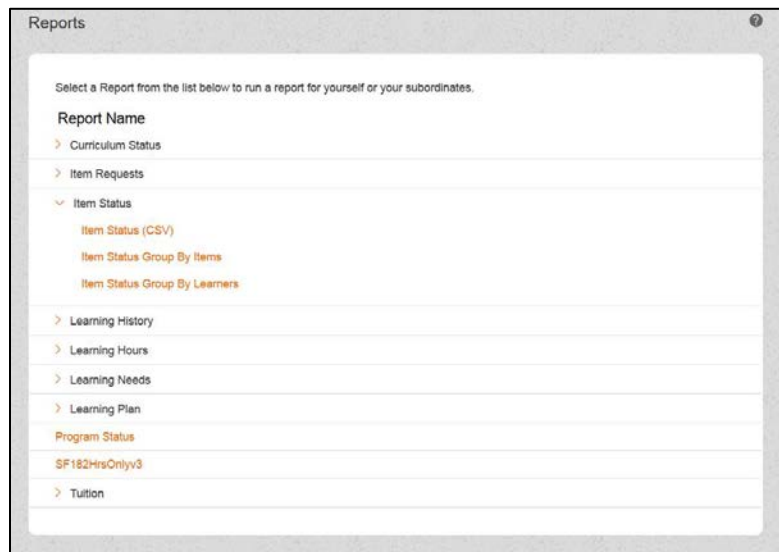 Reports
Select a Report from the list below to run a report for yourself or your subordinates.
Report Name
Curriculum Status
Item Requests
Item Status
Item Status (CSV)
Item Status Group By Items
Item Status Group By Learners
Learning History
Learning Hours
Learning Needs
Learning Plan
Program Status
SF182HrsOnlyv3
Tuition